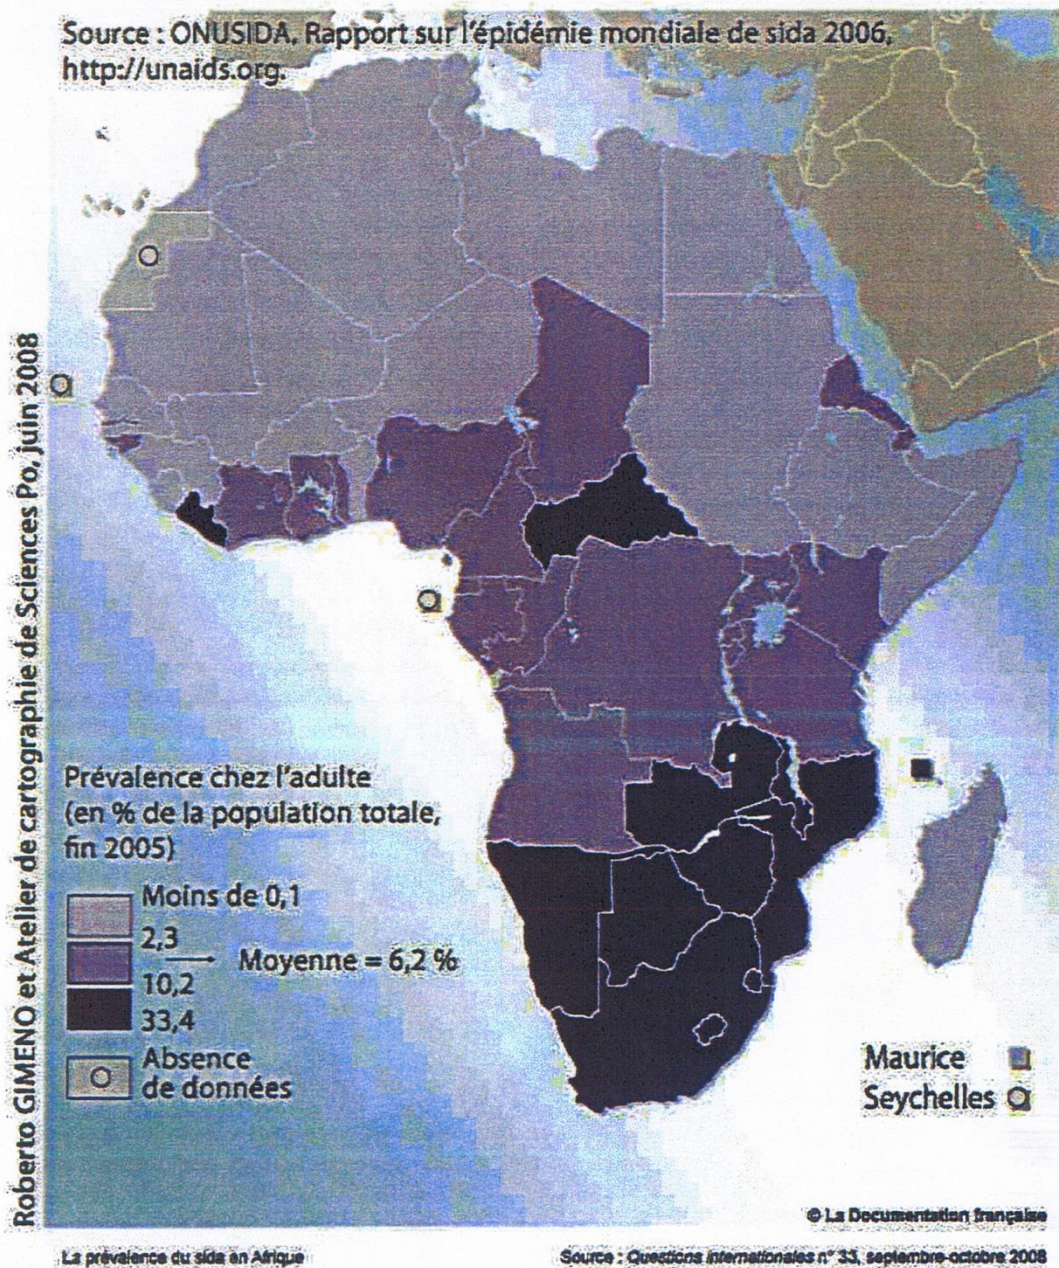 Source : ONUSIDA, Rapport sur l'épidémie mondiale de sida 2006,
http://unaids.org.
Roberto GIMENO et Atelier de cartographie de Sciences Po, juin 2008
Prévalence chez l'adulte
(en % de la population totale,
fin 2005)
Moins de 0,1
2,3
Moyenne = 6,2 %
10,2
33,4
Absence
de données
Maurice
Seychelles
© La Documentation française
La prévalence du sida en Afrique
Source : Questions internationales n° 33, septembre-octobre 2008